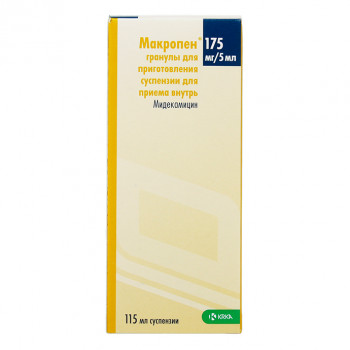 Макропен® 175
гранулы для мг/5 мл
приготовления
суспензии для
приема внутрь
Мидекамицин
115 мл суспензии
KRKA